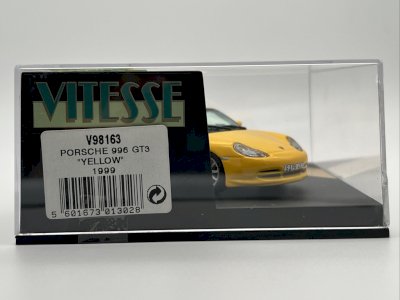 VITESSE
V98163
PORSCHE 996 GT3
"YELLOW"
1999
5 601673 013028